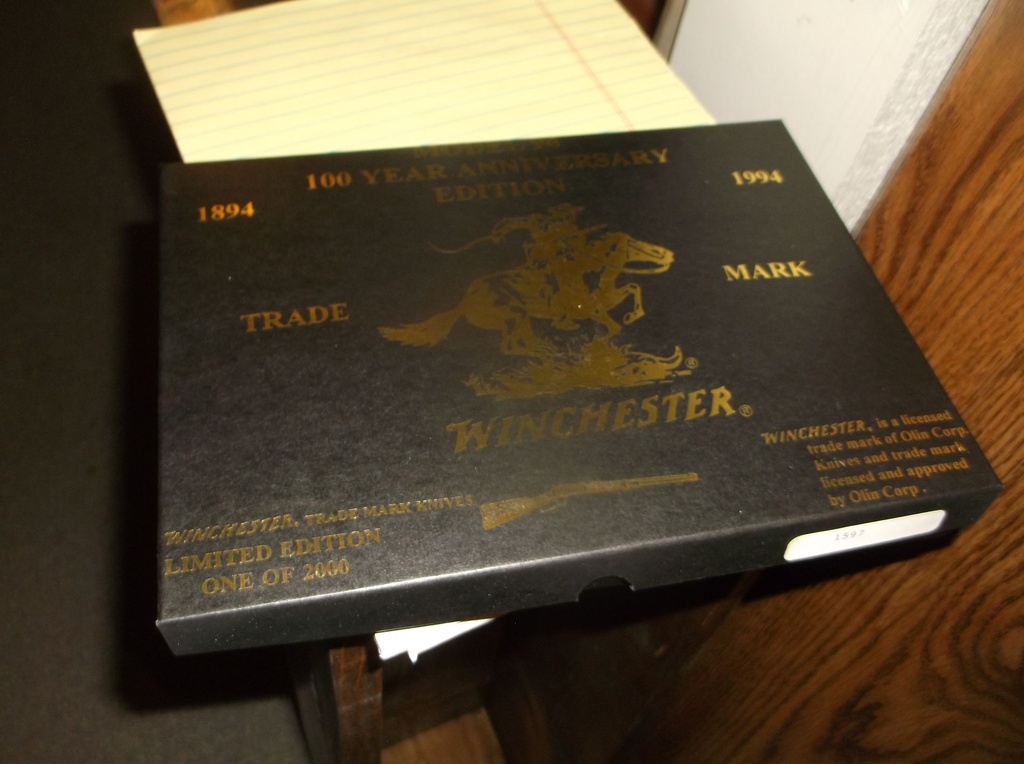 100 YEAR ANNIVERSARY
EDITION
1894
1994
TRADE
MARK
WINCHESTER®
WINCHESTER, TRADE MARK KNIVES
LIMITED EDITION
ONE OF 2000
WINCHESTER, is a licensed
trade mark of Olin Corp.
Knives and trade mark
licensed and approved
by Olin Corp.
1597